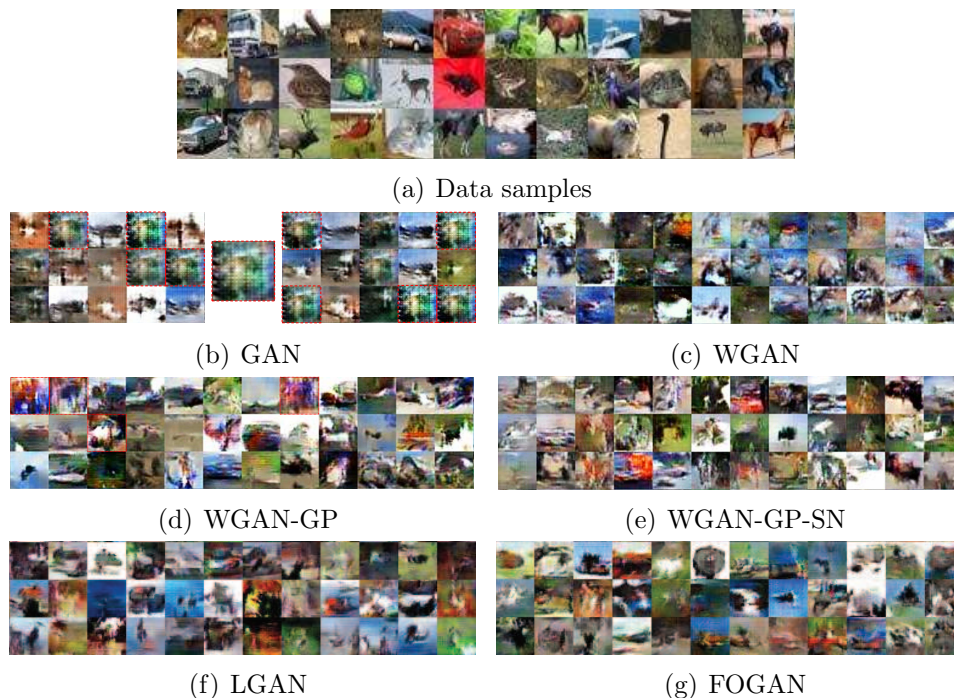 (a) Data samples
(b) GAN
(c) WGAN
(d) WGAN-GP
(e) WGAN-GP-SN
(f) LGAN
(g) FOGAN